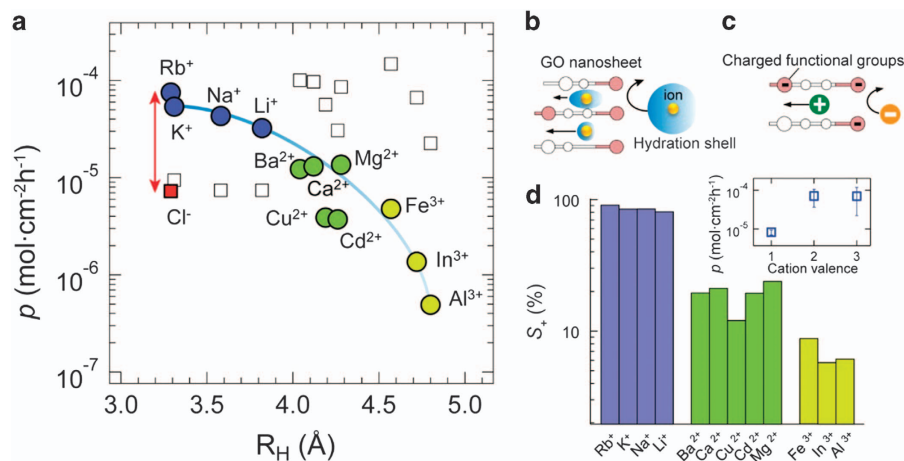 a
p (mol·cm⁻²h⁻¹)
10⁻⁴
10⁻⁵
10⁻⁶
10⁻⁷
Rb⁺
K⁺
Na⁺
Li⁺
Ba²⁺
Ca²⁺
Mg²⁺
Cu²⁺
Cd²⁺
Fe³⁺
In³⁺
Al³⁺
Cl⁻
3.0 3.5 4.0 4.5 5.0
R_H (Å)
b
GO nanosheet
ion
Hydration shell
c
Charged functional groups
- -
+
-
d
S₊ (%)
100
10
p (mol·cm⁻²h⁻¹)
10⁻⁴
10⁻⁵
1 2 3
Cation valence
Rb⁺ K⁺ Na⁺ Li⁺ Ba²⁺ Ca²⁺ Cu²⁺ Cd²⁺ Mg²⁺ Fe³⁺ In³⁺ Al³⁺